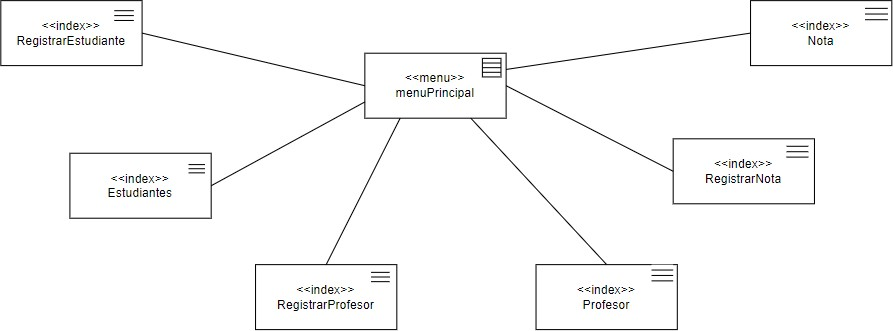 <<index>>
RegistrarEstudiante
<<index>>
Nota
<<menu>>
menuPrincipal
<<index>>
RegistrarNota
<<index>>
Estudiantes
<<index>>
RegistrarProfesor
<<index>>
Profesor